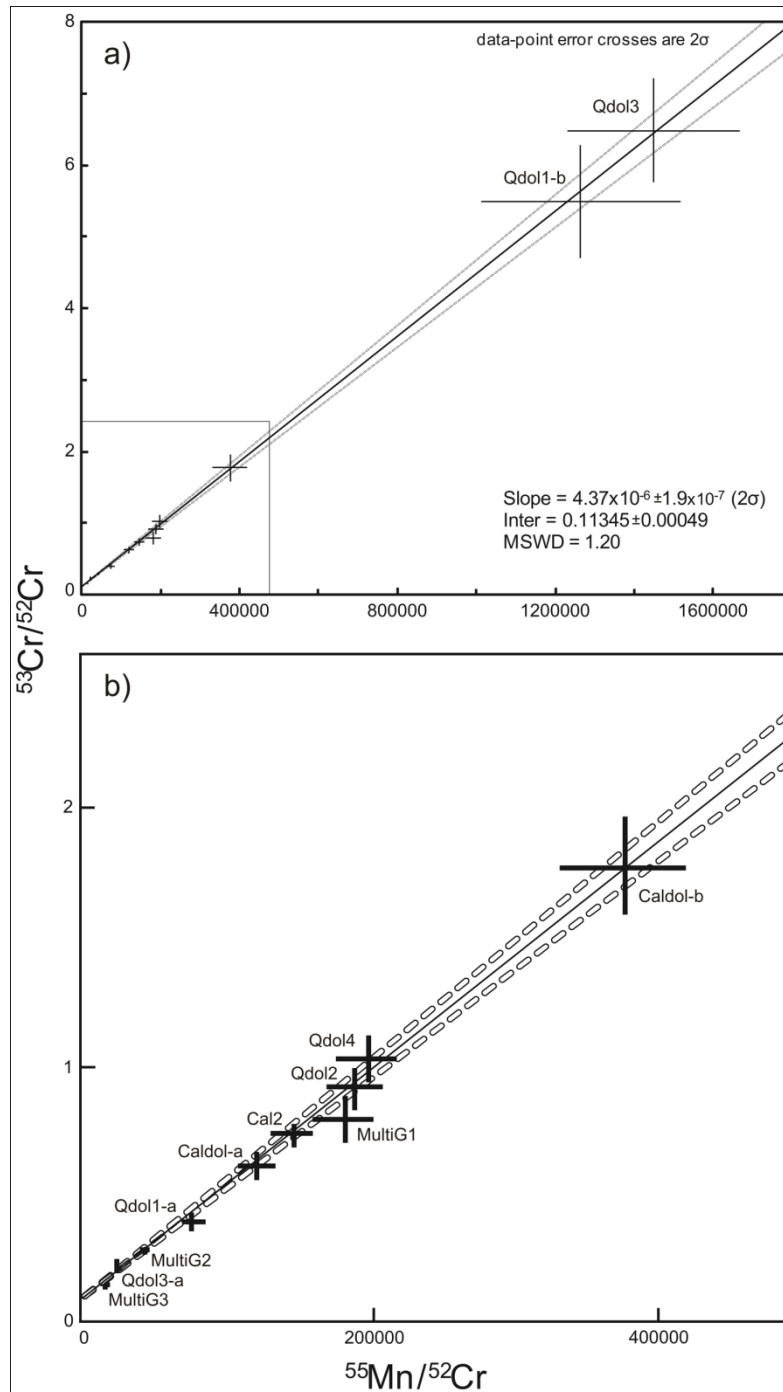 8
a)
data-point error crosses are 2σ
Qdol3
6
Qdol1-b
4
2
Slope = 4.37x10⁻⁶ ±1.9x10⁻⁷ (2σ)
Inter = 0.11345±0.00049
MSWD = 1.20
0
0 400000 800000 1200000 1600000
⁵³Cr/⁵²Cr
b)
2
Caldol-b
Qdol4
1
Qdol2
Cal2
MultiG1
Caldol-a
Qdol1-a
MultiG2
Qdol3-a
MultiG3
0
0 200000 400000
⁵⁵Mn/⁵²Cr